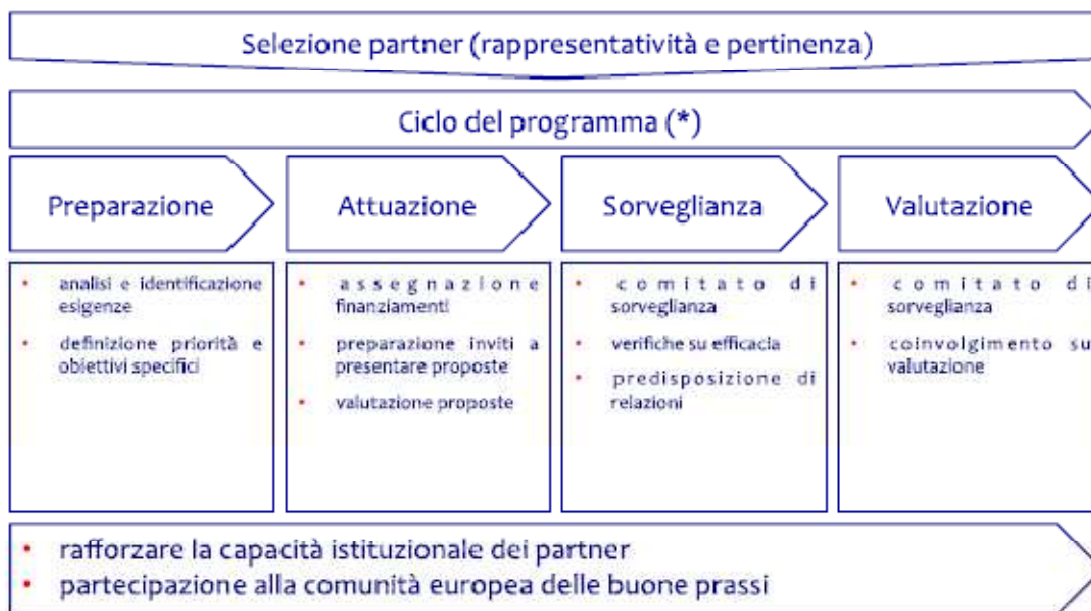 Selezione partner (rappresentatività e pertinenza)
Ciclo del programma (*)
Preparazione
Attuazione
Sorveglianza
Valutazione
• analisi e identificazione
esigenze
• definizione priorità e
obiettivi specifici
• assegnazione
finanziamenti
• preparazione inviti a
presentare proposte
• valutazione proposte
• comitato di
sorveglianza
• verifiche su efficacia
• predisposizione di
relazioni
• comitato di
sorveglianza
• coinvolgimento su
valutazione
• rafforzare la capacità istituzionale dei partner
• partecipazione alla comunità europea delle buone prassi